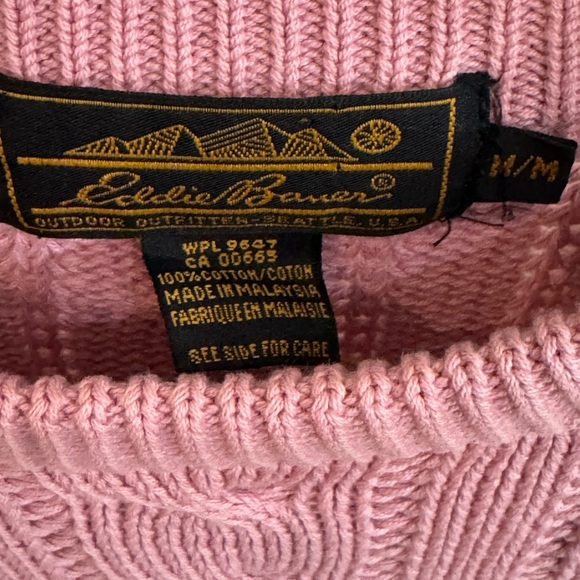 Eddie Bauer®
OUTDOOR OUTFITTER-SEATTLE, U.S.A.
M/M
WPL 9647
CA 00665
100% COTTON/COTON
MADE IN MALAYSIA
FABRIQUE EN MALAISIE
SEE SIDE FOR CARE